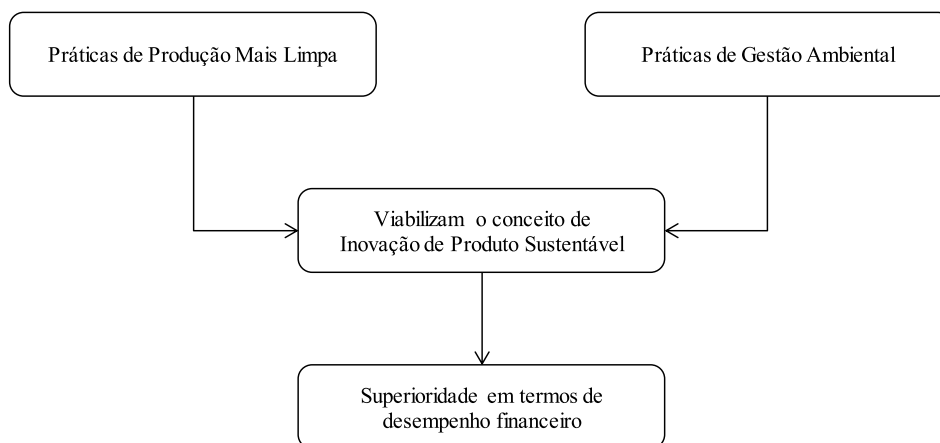 Práticas de Produção Mais Limpa
Práticas de Gestão Ambiental
Viabilizam o conceito de
Inovação de Produto Sustentável
Superioridade em termos de
desempenho financeiro